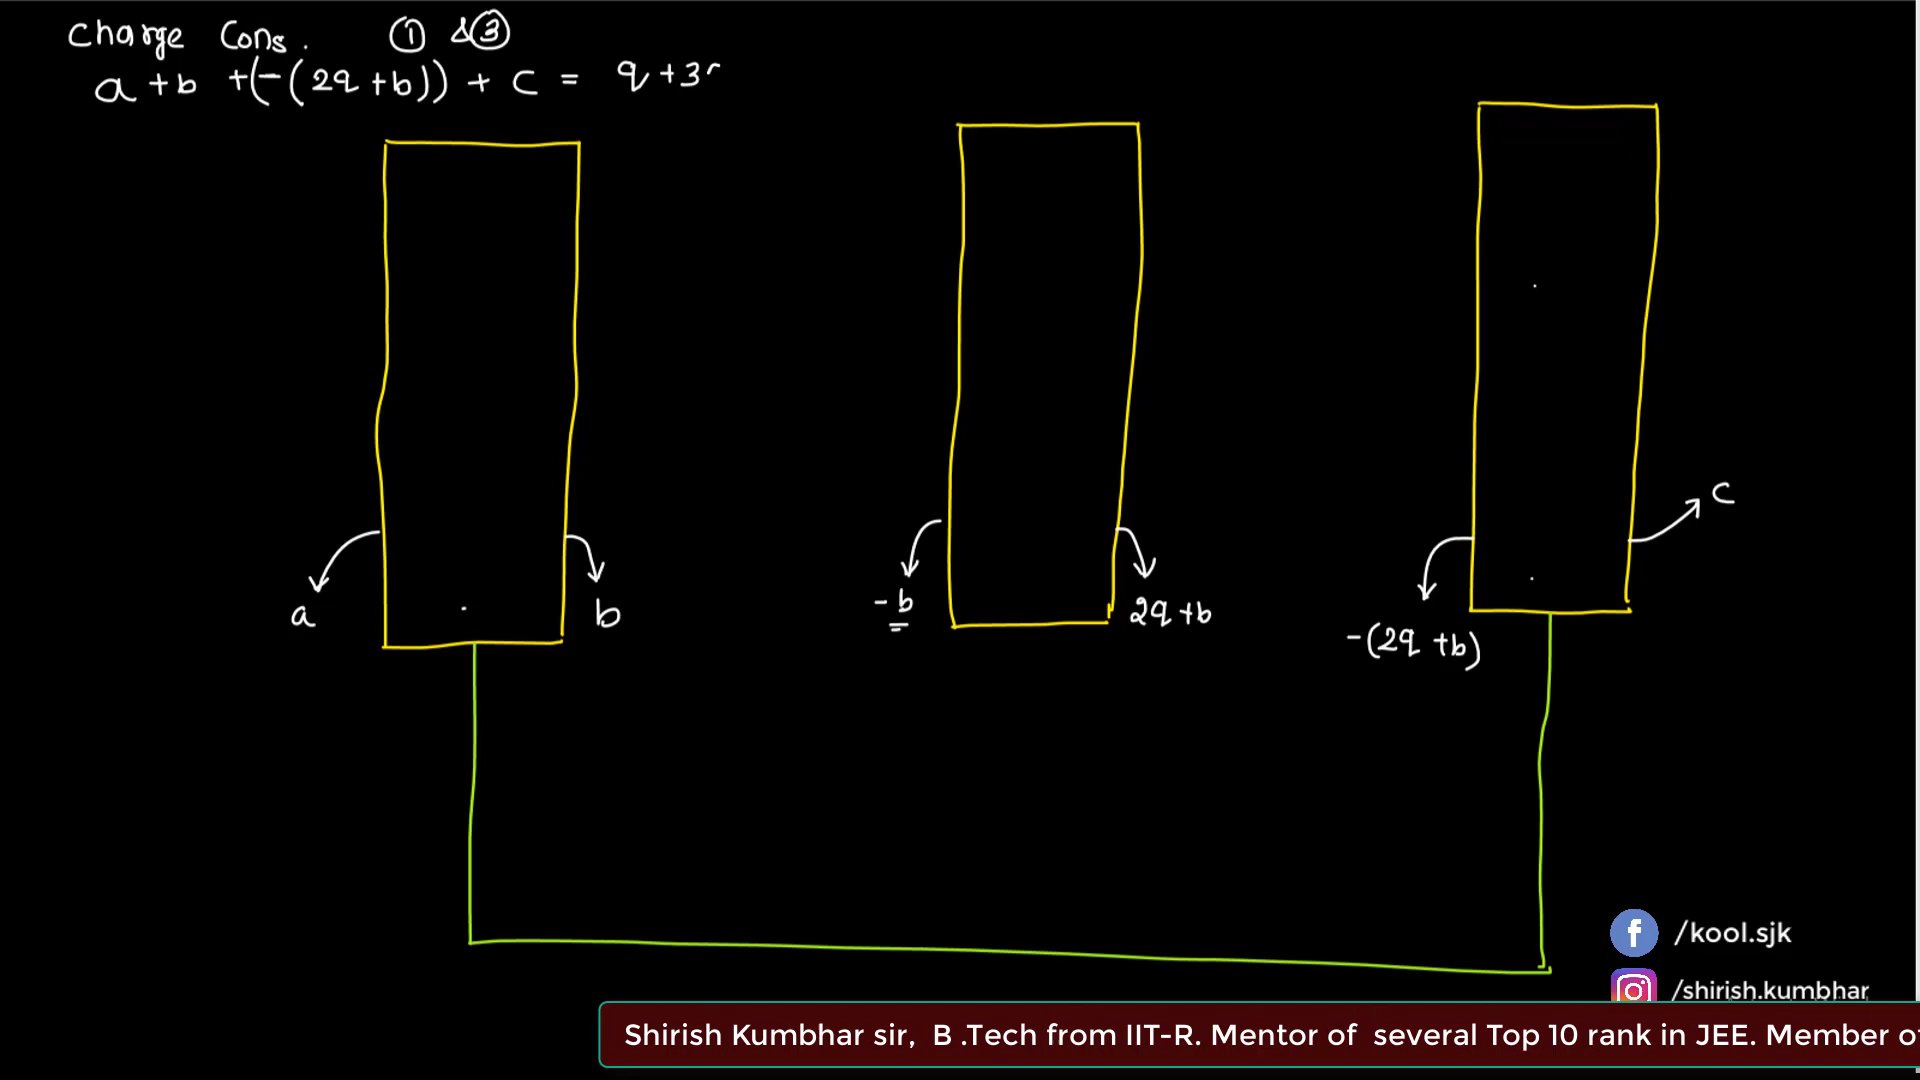 Charge Cons. ① & ③
a + b + (-(2q + b)) + c = q + 3
a
b
- b
2q + b
-(2q + b)
c
f /kool.sjk
/shirish.kumbhar
Shirish Kumbhar sir, B .Tech from IIT-R. Mentor of several Top 10 rank in JEE. Member